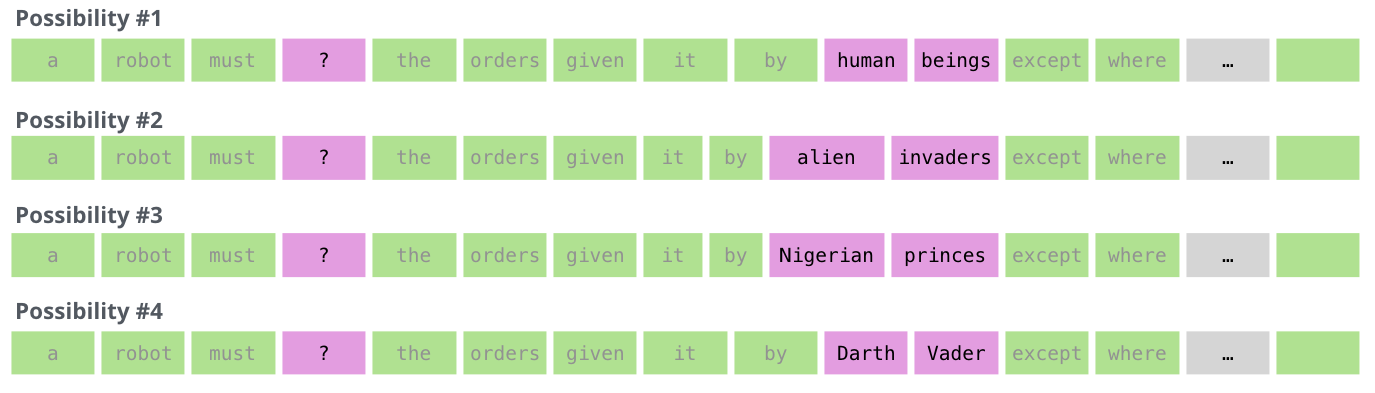 Possibility #1
a robot must ? the orders given it by human beings except where …
Possibility #2
a robot must ? the orders given it by alien invaders except where …
Possibility #3
a robot must ? the orders given it by Nigerian princes except where …
Possibility #4
a robot must ? the orders given it by Darth Vader except where …